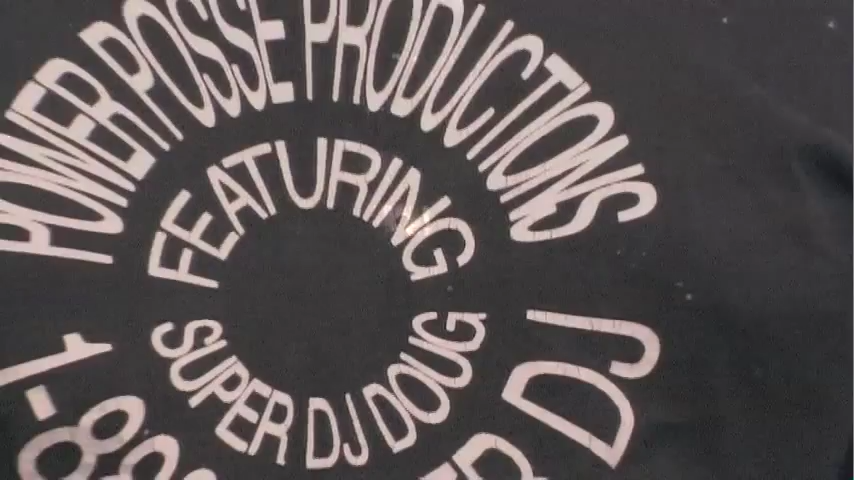 POWER POSSE PRODUCTIONS
FEATURING
SUPER DJ DOUG
DJ